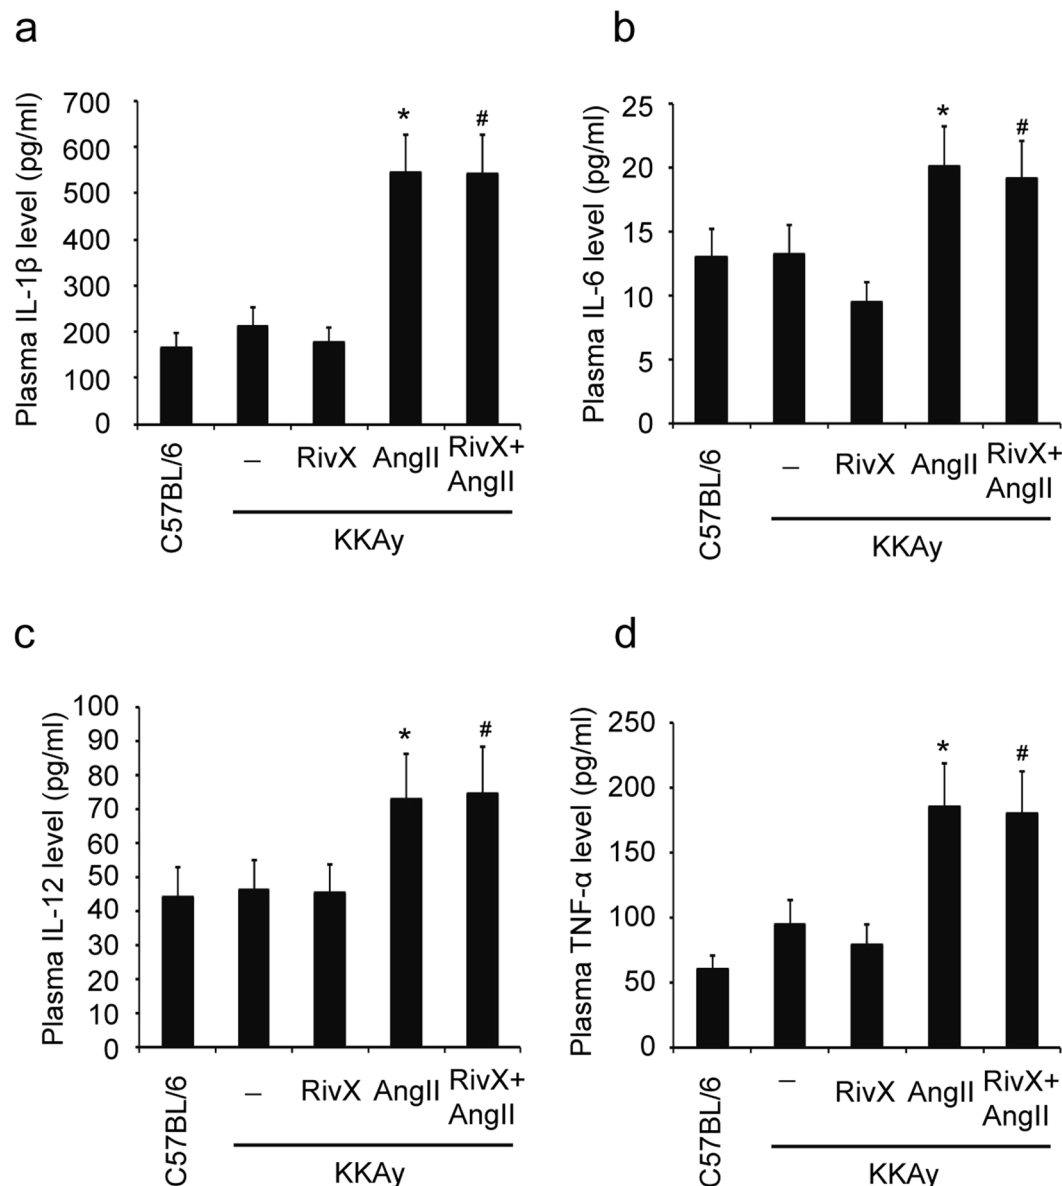 a
Plasma IL-1β level (pg/ml)
700
600
500
400
300
200
100
0
*
#
C57BL/6
–
RivX
AngII
RivX+
AngII
KKAy
b
Plasma IL-6 level (pg/ml)
25
20
15
10
5
0
*
#
C57BL/6
–
RivX
AngII
RivX+
AngII
KKAy
c
Plasma IL-12 level (pg/ml)
100
90
80
70
60
50
40
30
20
10
0
*
#
C57BL/6
–
RivX
AngII
RivX+
AngII
KKAy
d
Plasma TNF-α level (pg/ml)
250
200
150
100
50
0
*
#
C57BL/6
–
RivX
AngII
RivX+
AngII
KKAy